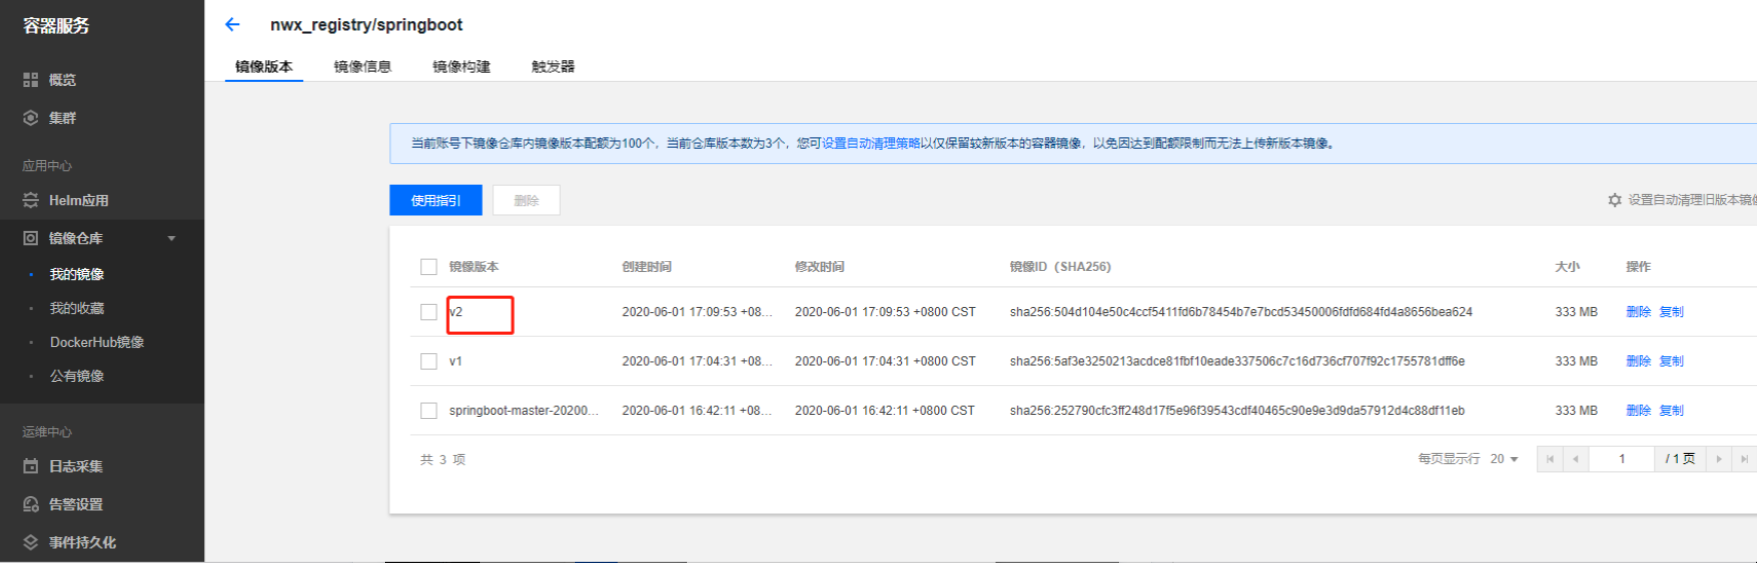 容器服务
概览
集群
应用中心
Helm应用
镜像仓库
我的镜像
我的收藏
DockerHub镜像
公有镜像
运维中心
日志采集
告警设置
事件持久化
nwx_registry/springboot
镜像版本 镜像信息 镜像构建 触发器
当前账号下镜像仓库内镜像版本配额为100个，当前仓库版本数为3个，您可设置自动清理策略以仅保留较新版本的容器镜像，以免因达到配额限制而无法上传新版本镜像。
使用指引 删除 设置自动清理旧版本镜像
镜像版本 创建时间 修改时间 镜像ID（SHA256） 大小 操作
v2 2020-06-01 17:09:53 +08... 2020-06-01 17:09:53 +0800 CST sha256:504d104e50c4ccf5411fd6b78454b7e7bcd53450006fdfd684fd4a8656bea624 333 MB 删除 复制
v1 2020-06-01 17:04:31 +08... 2020-06-01 17:04:31 +0800 CST sha256:5af3e3250213acdce81fbf10eade337506c7c16d736cf707f92c1755781dff6e 333 MB 删除 复制
springboot-master-20200... 2020-06-01 16:42:11 +08... 2020-06-01 16:42:11 +0800 CST sha256:252790cfc3ff248d17f5e96f39543cdf40465c90e9e3d9da57912d4c88df11eb 333 MB 删除 复制
共 3 项 每页显示行 20 1 / 1 页